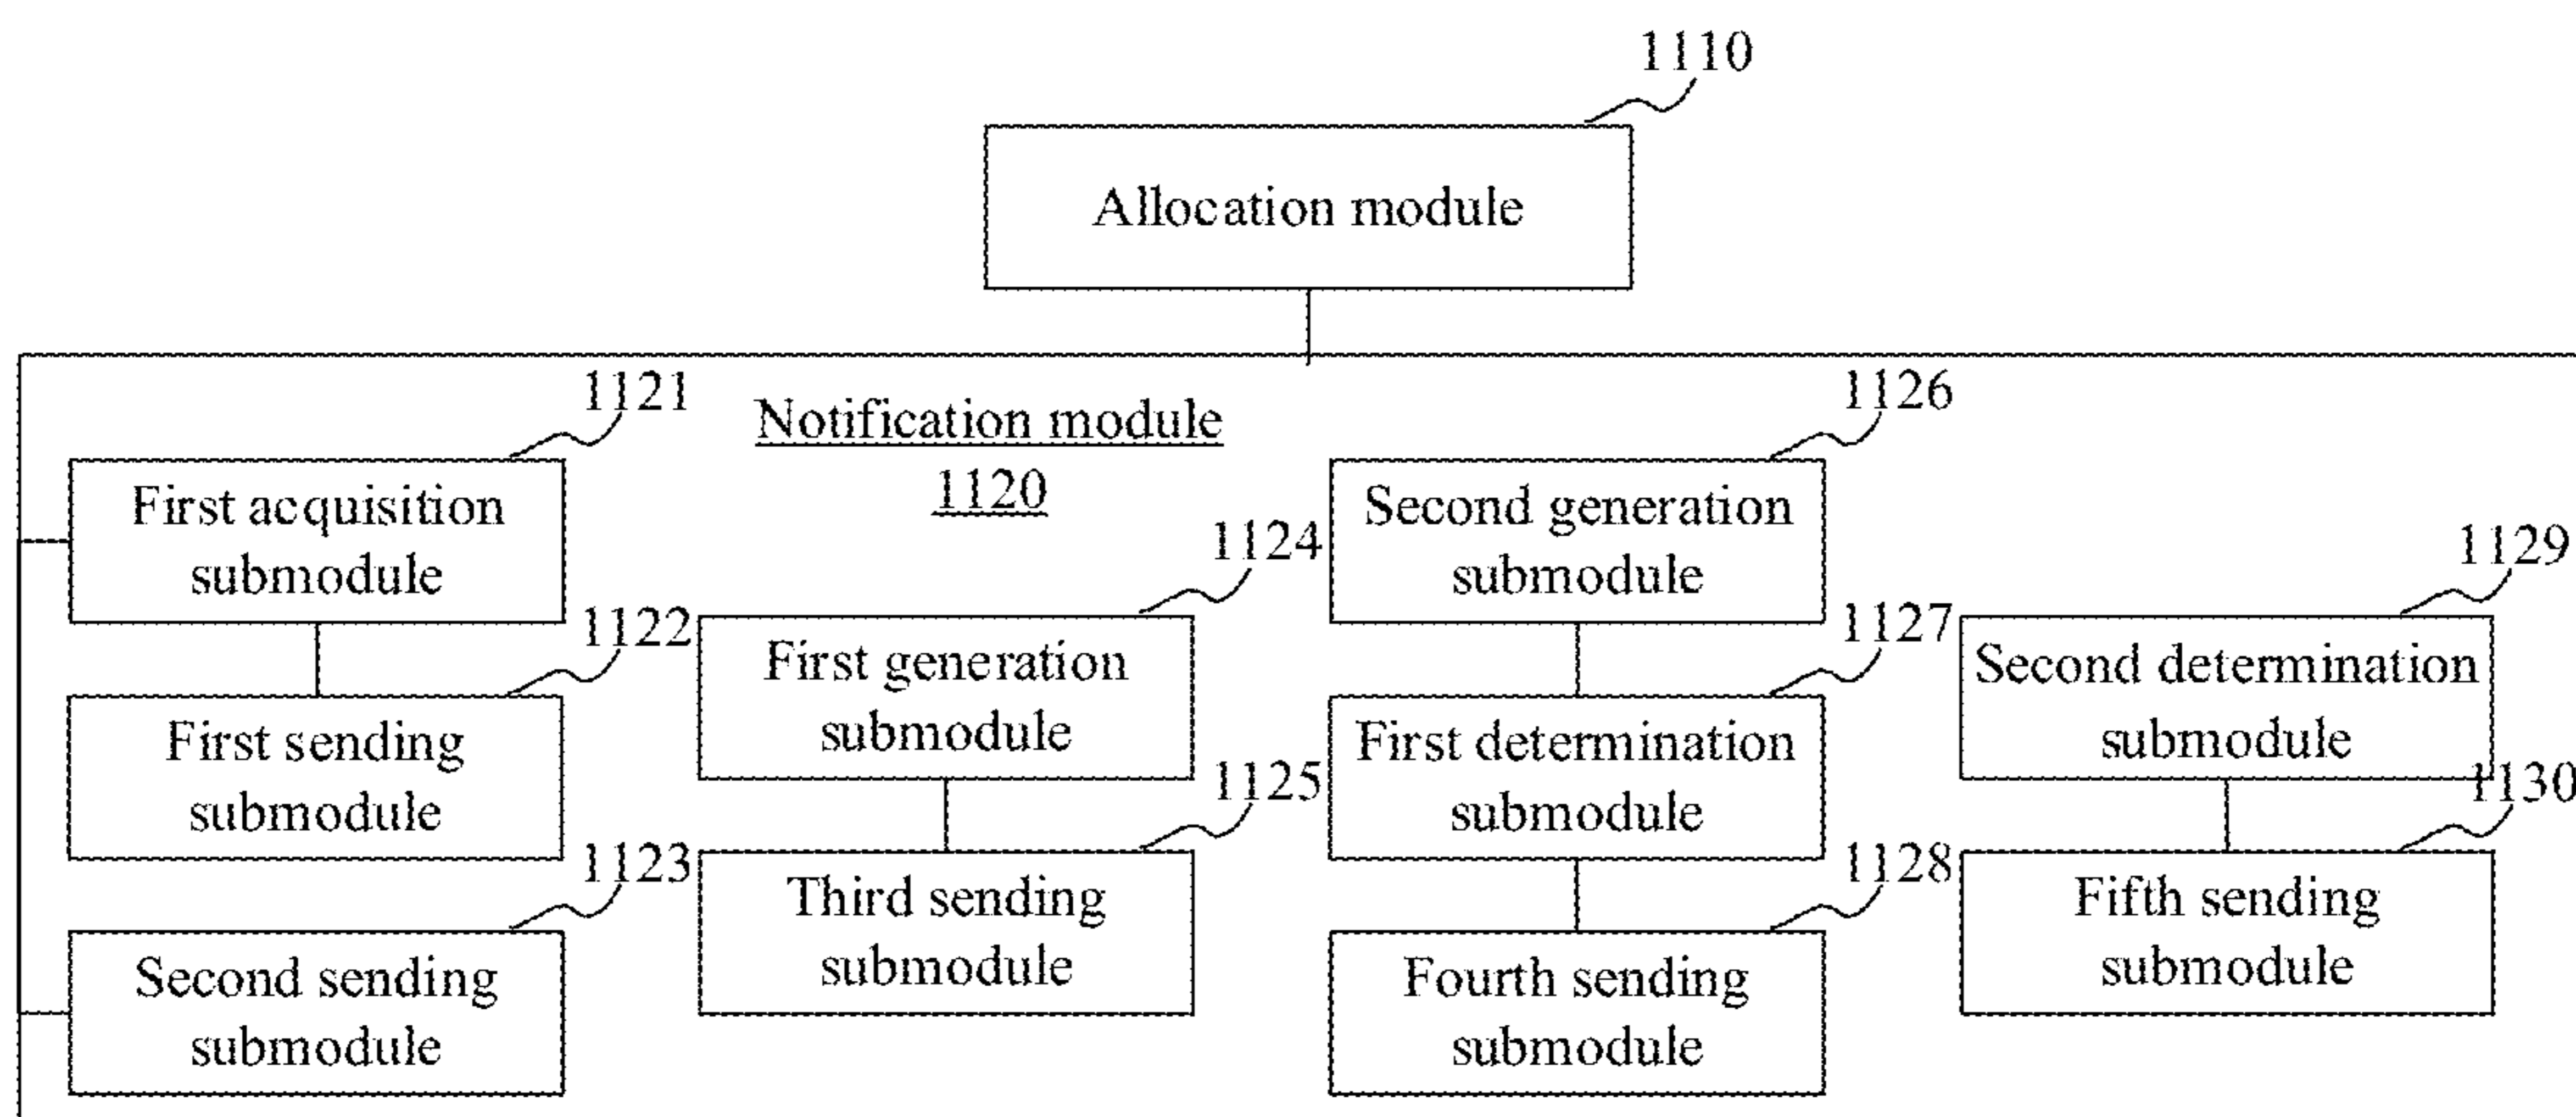 1110
Allocation module
Notification module
1120
1121
First acquisition
submodule
1122
First sending
submodule
1123
Second sending
submodule
1124
First generation
submodule
1125
Third sending
submodule
1126
Second generation
submodule
1127
First determination
submodule
1128
Fourth sending
submodule
1129
Second determination
submodule
1130
Fifth sending
submodule